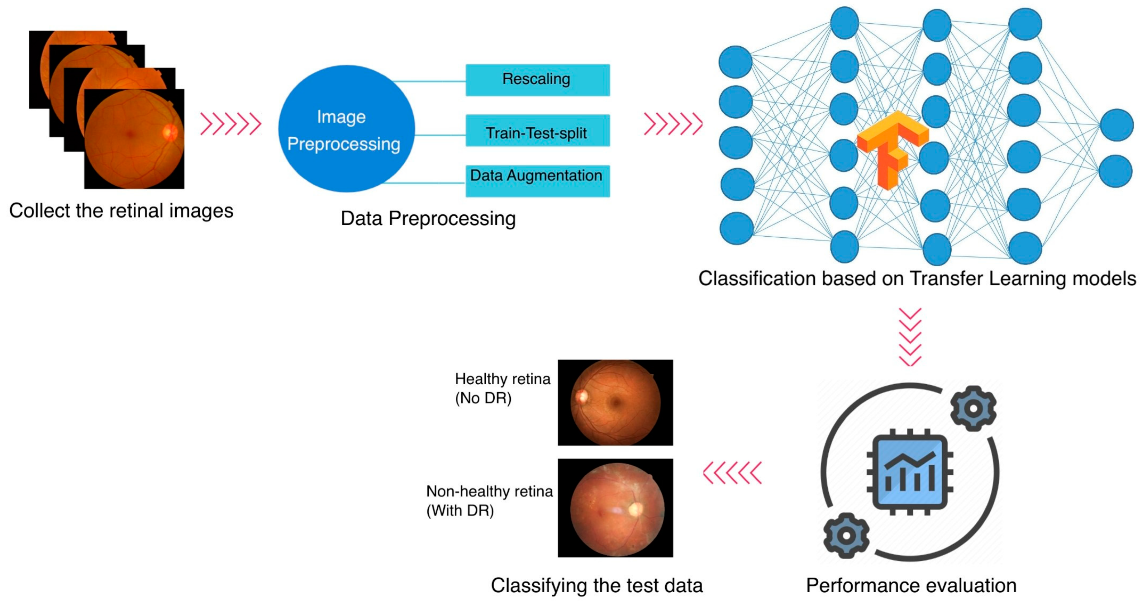 Collect the retinal images
Image
Preprocessing
Rescaling
Train-Test-split
Data Augmentation
Data Preprocessing
Classification based on Transfer Learning models
Healthy retina
(No DR)
Non-healthy retina
(With DR)
Classifying the test data
Performance evaluation